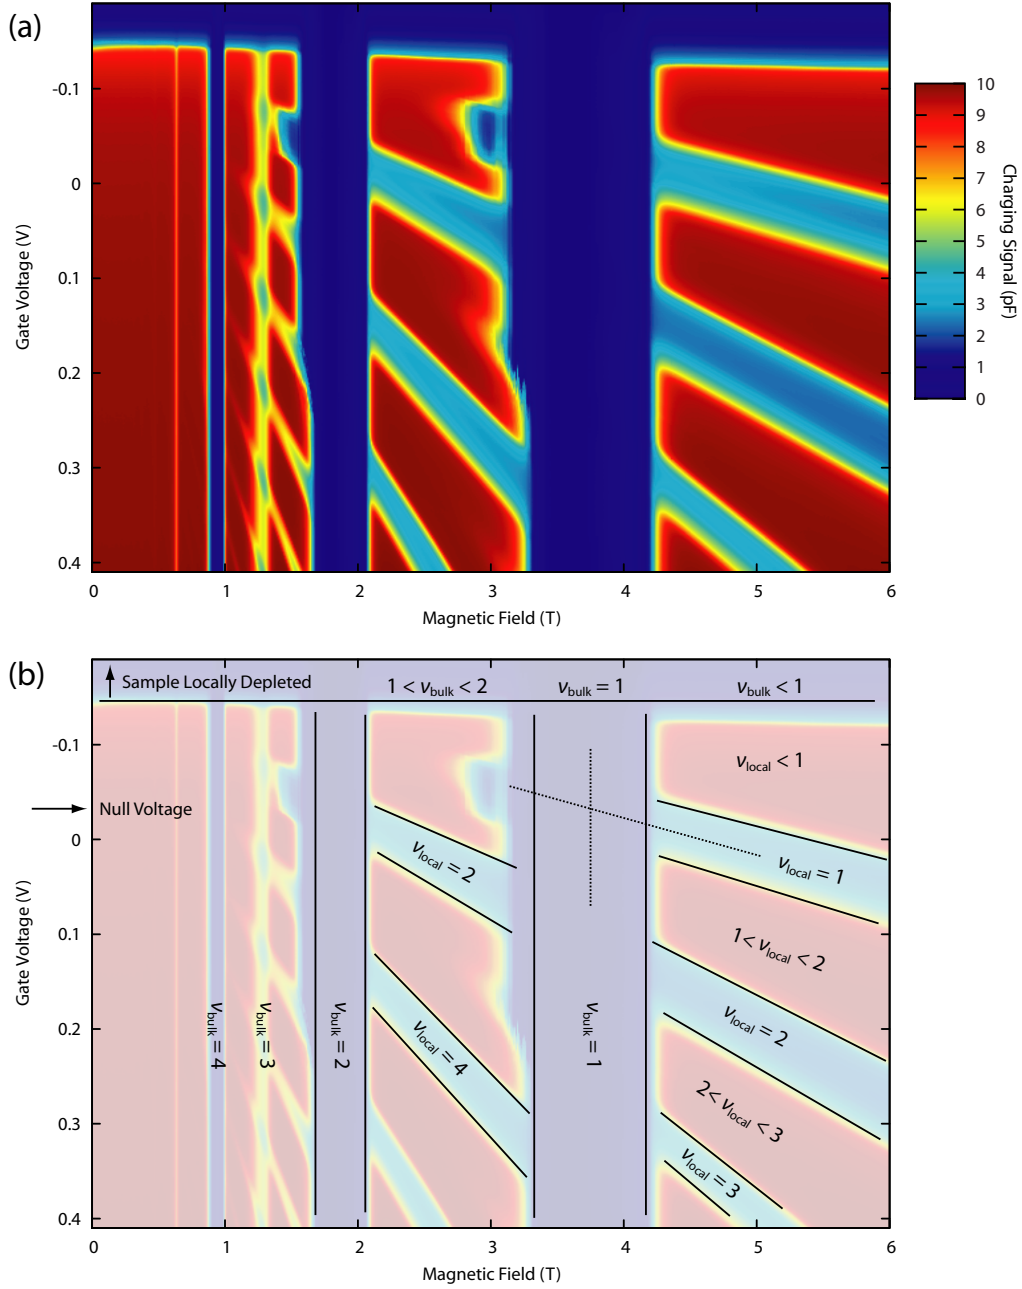 (a)
-0.1
0
0.1
0.2
0.3
0.4
Gate Voltage (V)
0 1 2 3 4 5 6
Magnetic Field (T)
10
9
8
7
6
5
4
3
2
1
0
Charging Signal (pF)
(b)
Sample Locally Depleted
1 < νbulk < 2
νbulk = 1
νbulk < 1
Null Voltage
-0.1
0
0.1
0.2
0.3
0.4
Gate Voltage (V)
νlocal < 1
νlocal = 2
νlocal = 1
1< νlocal < 2
νbulk = 4
νbulk = 3
νbulk = 2
νlocal = 4
νbulk = 1
νlocal = 2
2< νlocal < 3
νlocal = 3
0 1 2 3 4 5 6
Magnetic Field (T)